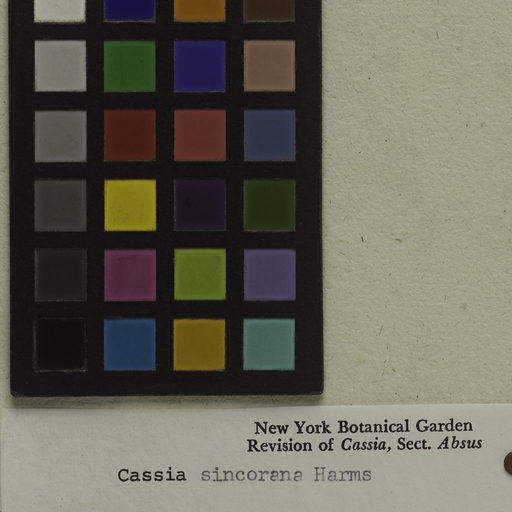 New York Botanical Garden
Revision of Cassia, Sect. Absus
Cassia sincorana Harms